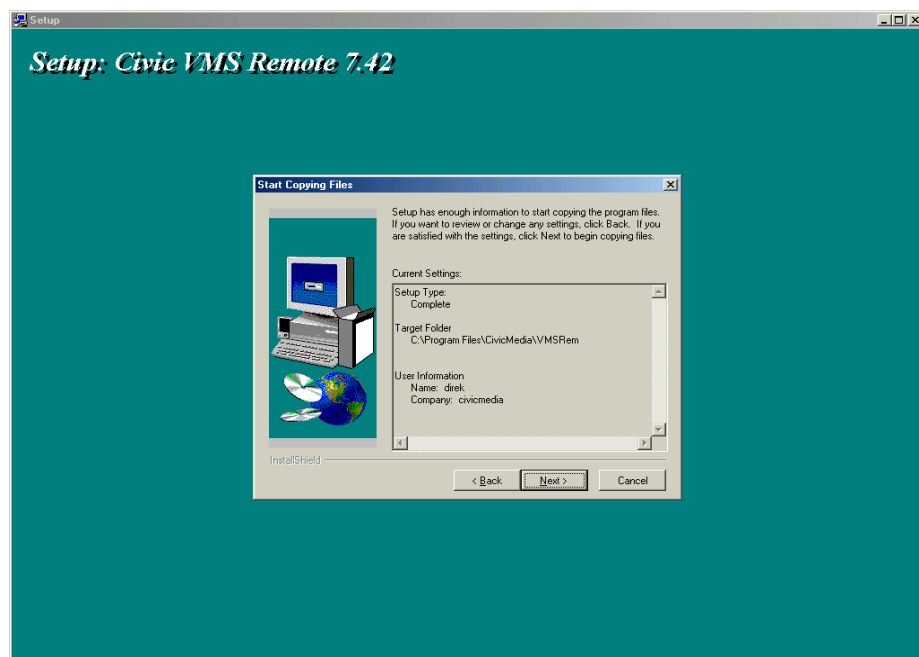 Setup
Setup: Civic VMS Remote 7.42
Start Copying Files
Setup has enough information to start copying the program files.
If you want to review or change any settings, click Back. If you
are satisfied with the settings, click Next to begin copying files.
Current Settings:
Setup Type:
Complete
Target Folder
C:\Program Files\CivicMedia\VMSRem
User Information
Name: direk
Company: civicmedia
InstallShield
< Back
Next >
Cancel